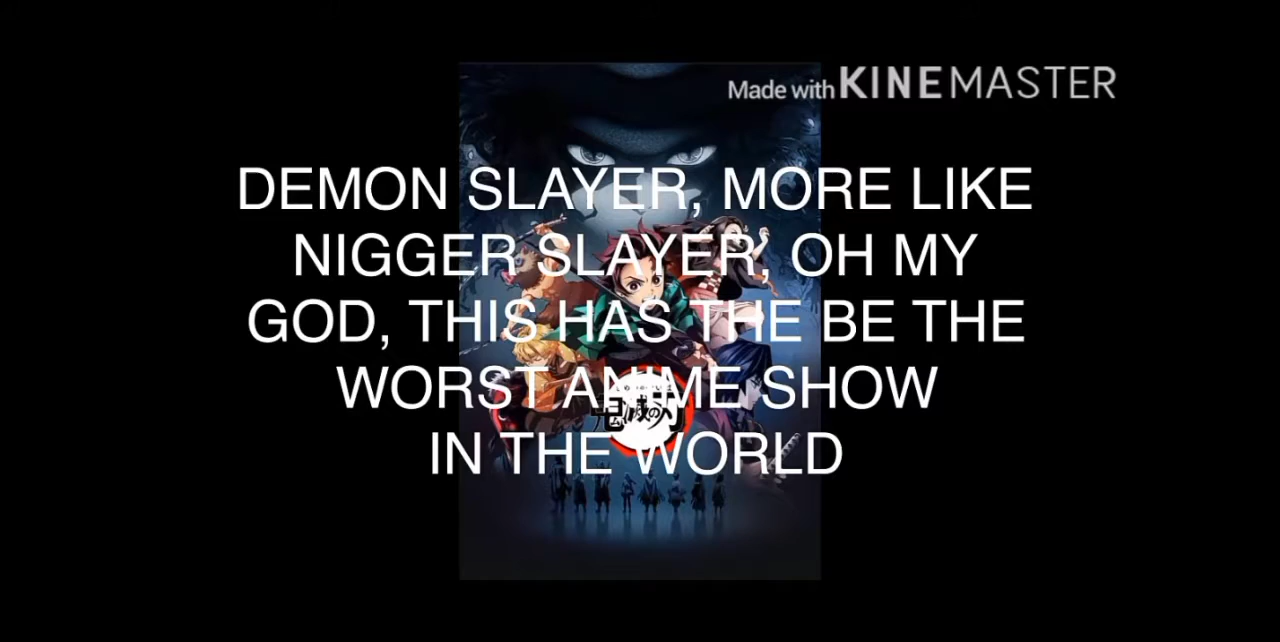 Made with KINEMASTER
DEMON SLAYER, MORE LIKE
NIGGER SLAYER, OH MY
GOD, THIS HAS THE BE THE
WORST ANIME SHOW
IN THE WORLD